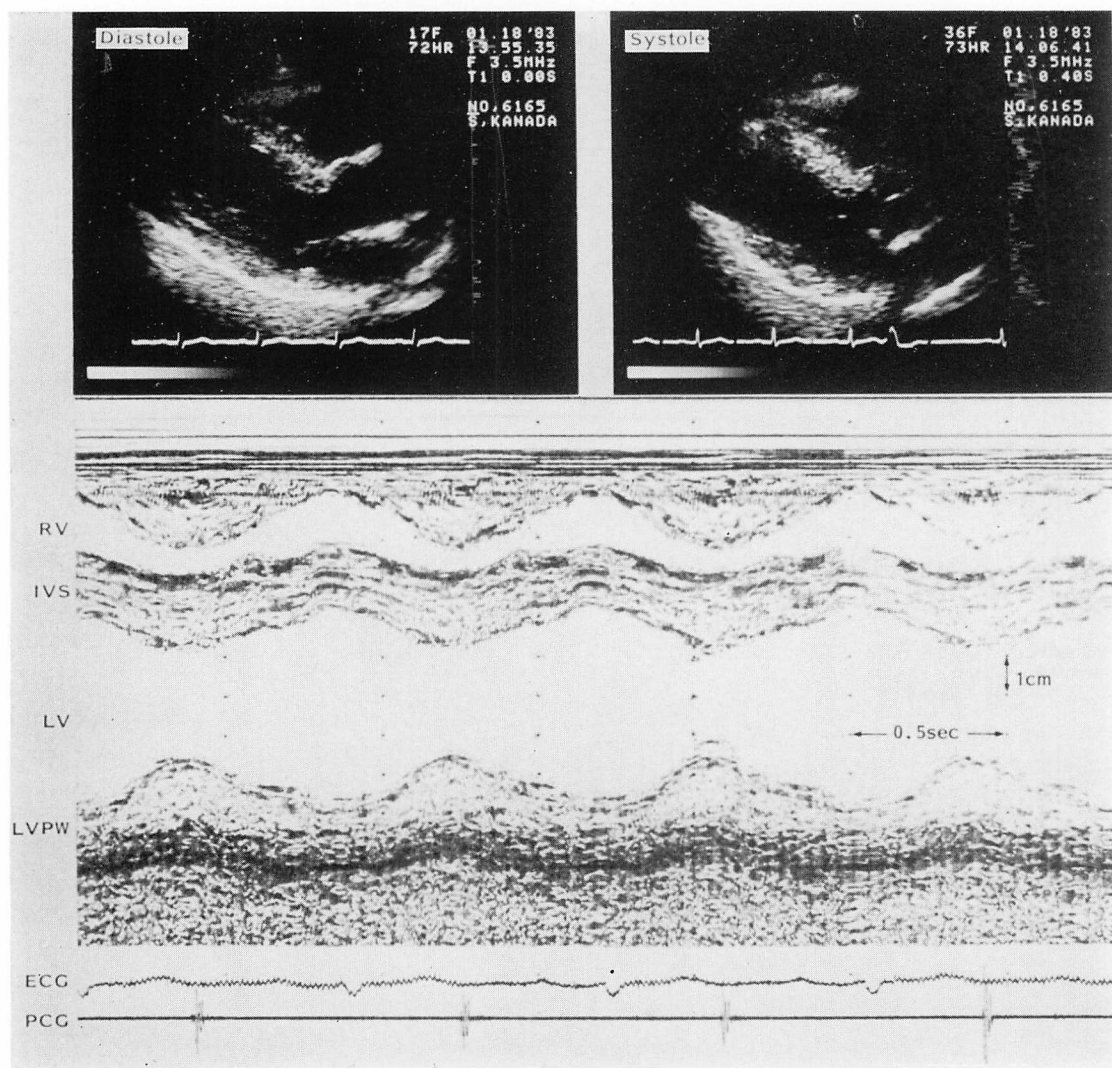 Diastole
17F 01.18'83
72HR 13.55.35
F 3.5MHz
T1 0.00S
NO.6165
S.KANADA
Systole
36F 01.18'83
73HR 14.06.41
F 3.5MHz
T1 0.40S
NO.6165
S.KANADA
RV
IVS
1cm
LV
0.5sec
LVPW
ECG
PCG